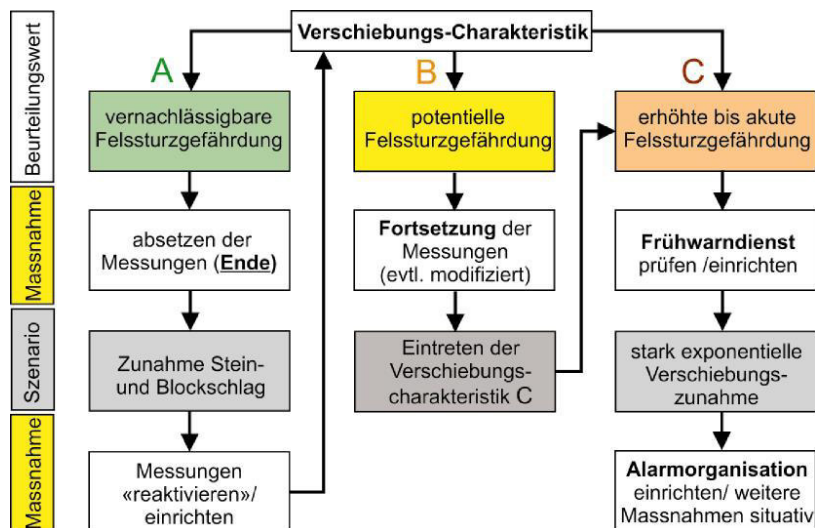 Verschiebungs-Charakteristik
A
B
C
Beurteilungswert
vernachlässigbare
Felssturzgefährdung
potentielle
Felssturzgefährdung
erhöhte bis akute
Felssturzgefährdung
Massnahme
absetzen der
Messungen (Ende)
Fortsetzung der
Messungen
(evtl. modifiziert)
Frühwarndienst
prüfen /einrichten
Szenario
Zunahme Stein-
und Blockschlag
Eintreten der
Verschiebungs-
charakteristik C
stark exponentielle
Verschiebungs-
zunahme
Massnahme
Messungen
«reaktivieren»/
einrichten
Alarmorganisation
einrichten/ weitere
Massnahmen situativ